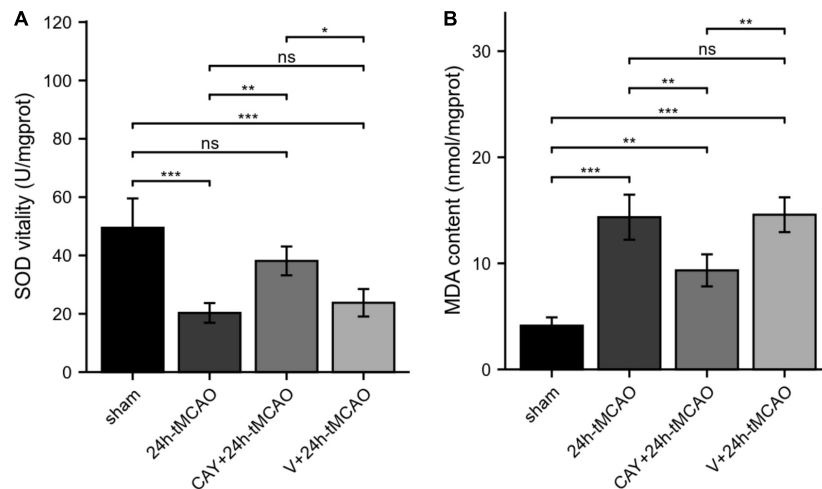 A
SOD vitality (U/mgprot)
120
100
80
60
40
20
0
*
ns
**
***
ns
***
sham
24h-tMCAO
CAY+24h-tMCAO
V+24h-tMCAO
B
MDA content (nmol/mgprot)
30
20
10
0
**
ns
**
***
**
***
sham
24h-tMCAO
CAY+24h-tMCAO
V+24h-tMCAO